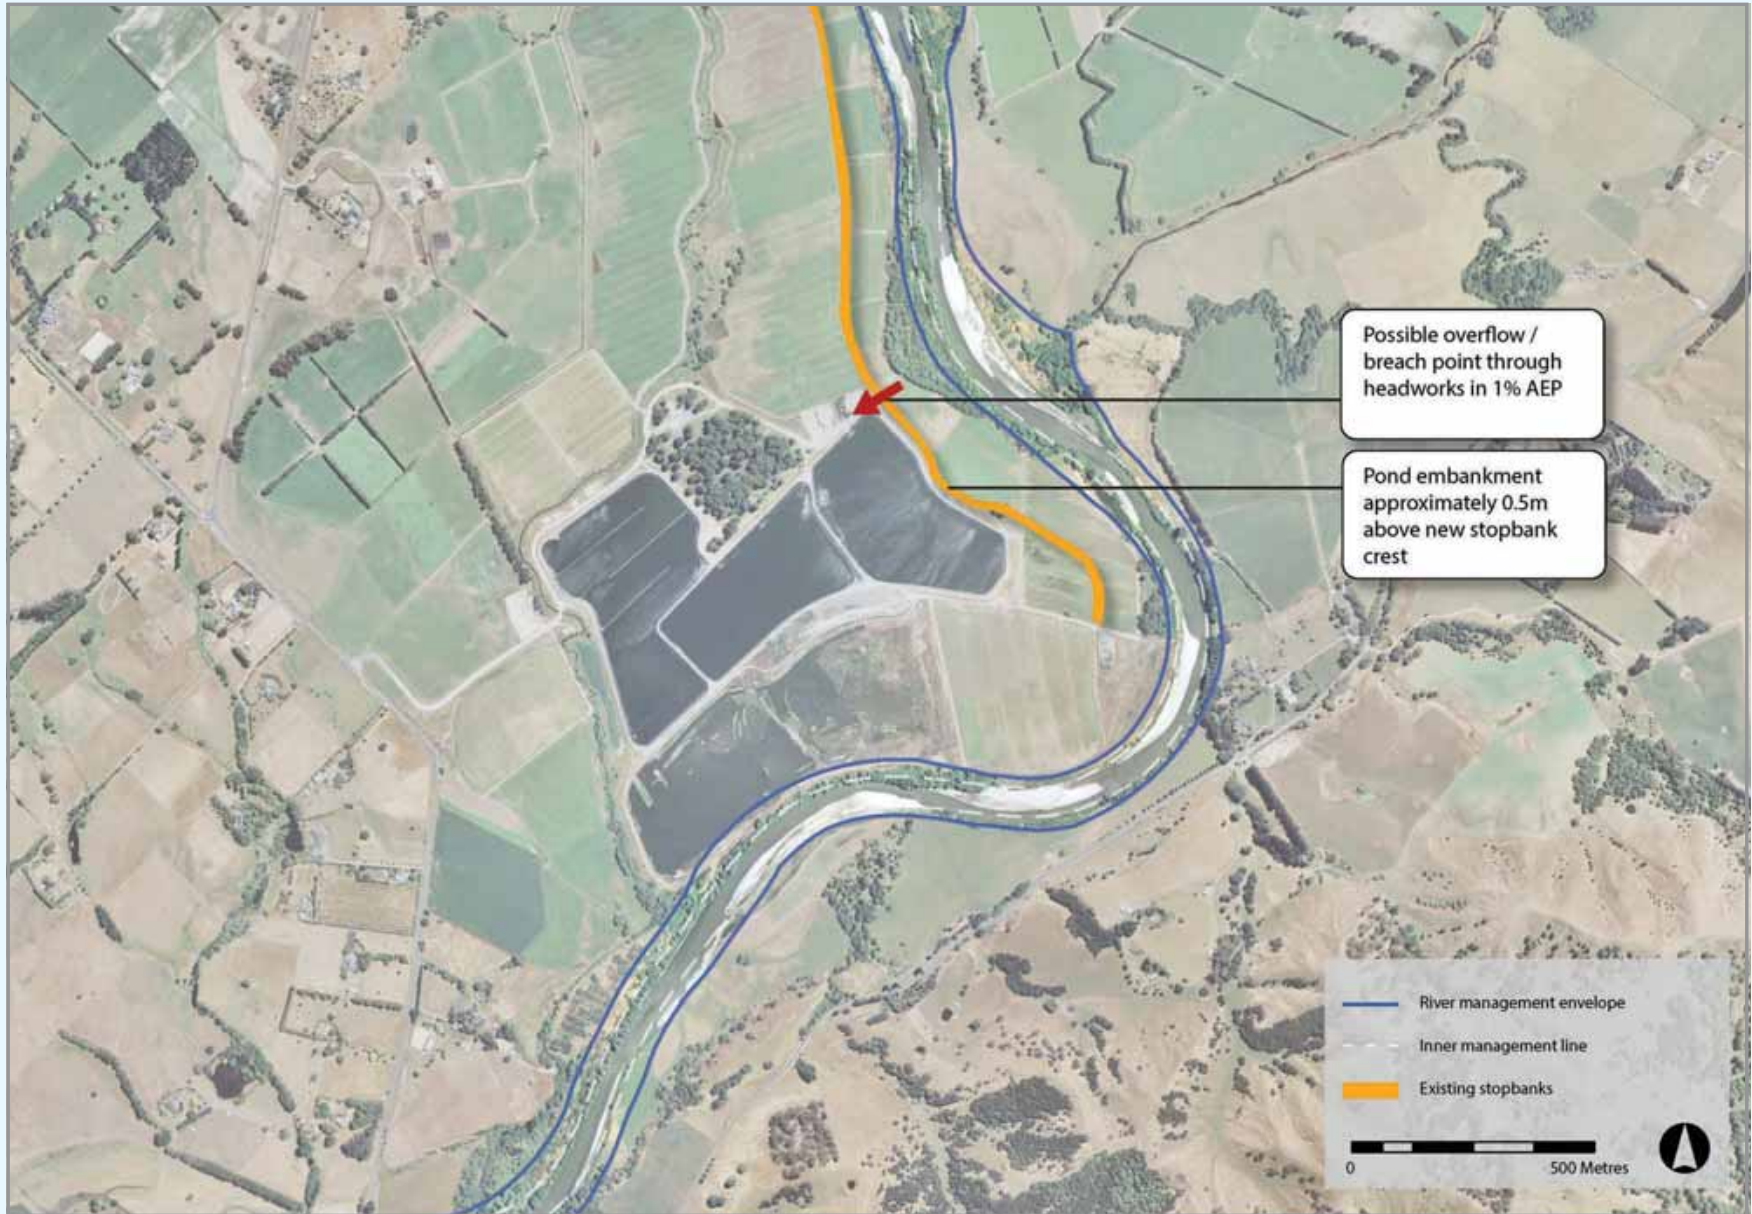 Possible overflow /
breach point through
headworks in 1% AEP
Pond embankment
approximately 0.5m
above new stopbank
crest
River management envelope
Inner management line
Existing stopbanks
0
500 Metres